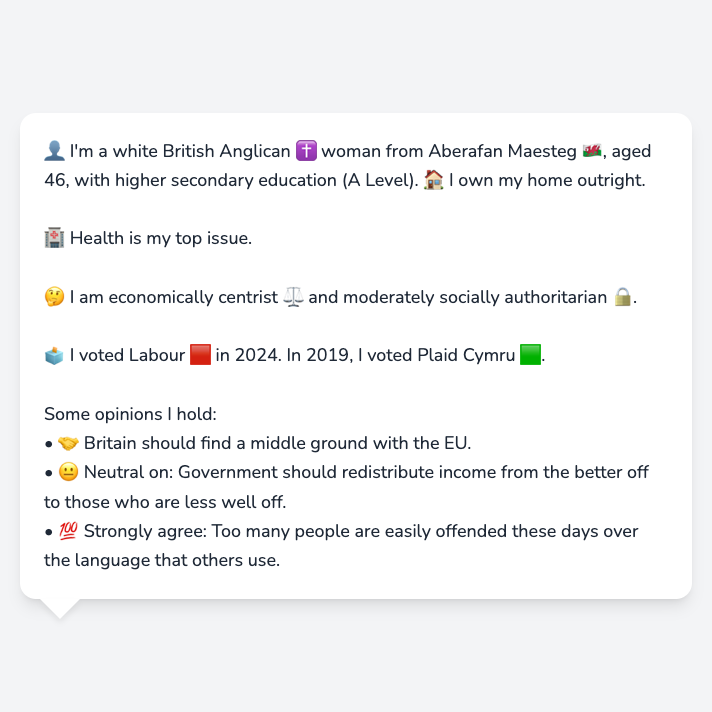 👤 I'm a white British Anglican ✝️ woman from Aberafan Maesteg 🏴󠁧󠁢󠁷󠁬󠁳󠁿, aged
46, with higher secondary education (A Level). 🏠 I own my home outright.
🏥 Health is my top issue.
🤔 I am economically centrist ⚖️ and moderately socially authoritarian 🔒.
🗳️ I voted Labour 🟥 in 2024. In 2019, I voted Plaid Cymru 🟩.
Some opinions I hold:
• 🤝 Britain should find a middle ground with the EU.
• 😐 Neutral on: Government should redistribute income from the better off
to those who are less well off.
• 💯 Strongly agree: Too many people are easily offended these days over
the language that others use.